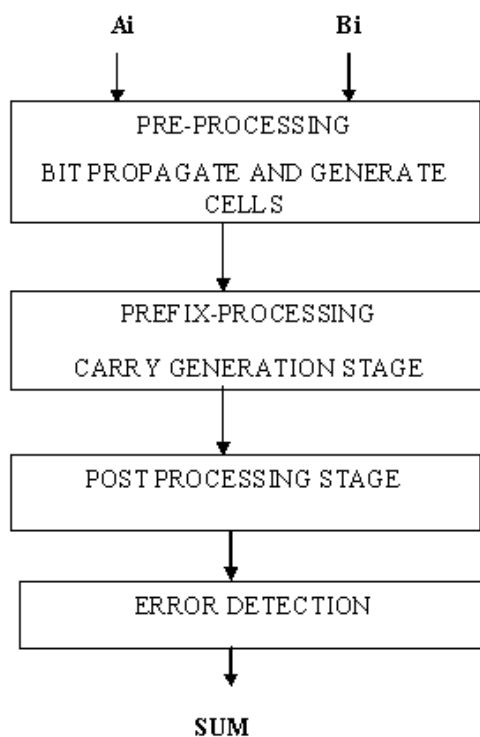 Ai Bi
PRE-PROCESSING
BIT PROPAGATE AND GENERATE
CELLS
PREFIX-PROCESSING
CARRY GENERATION STAGE
POST PROCESSING STAGE
ERROR DETECTION
SUM